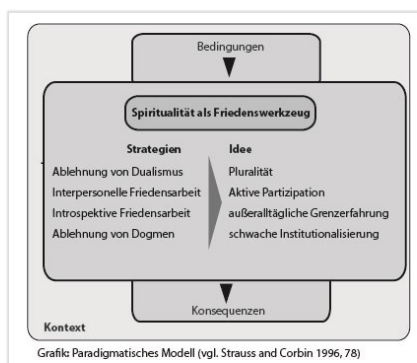 Bedingungen
Spiritualität als Friedenswerkzeug
Strategien Idee
Ablehnung von Dualismus Pluralität
Interpersonelle Friedensarbeit Aktive Partizipation
Introspektive Friedensarbeit außeralltägliche Grenzerfahrung
Ablehnung von Dogmen schwache Institutionalisierung
Konsequenzen
Kontext
Grafik: Paradigmatisches Modell (vgl. Strauss and Corbin 1996, 78)